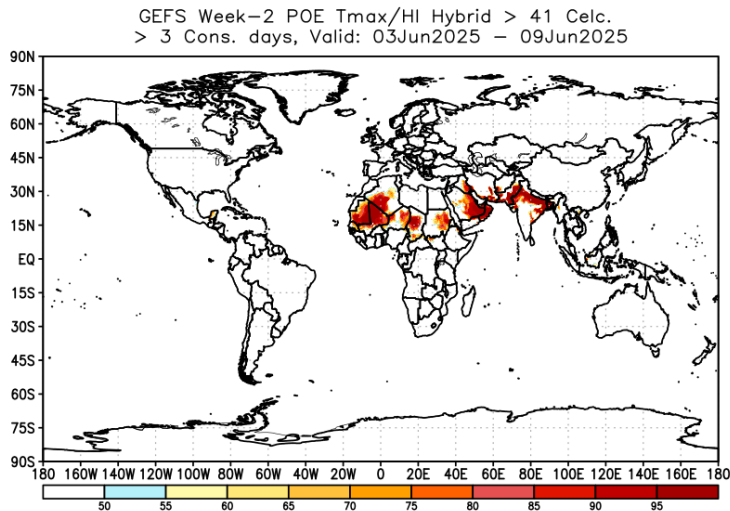 GEFS Week-2 POE Tmax/HI Hybrid > 41 Celc.
> 3 Cons. days, Valid: 03Jun2025 - 09Jun2025
90N
75N
60N
45N
30N
15N
EQ
15S
30S
45S
60S
75S
90S
180 160W 140W 120W 100W 80W 60W 40W 20W 0 20E 40E 60E 80E 100E 120E 140E 160E 180
50 55 60 65 70 75 80 85 90 95